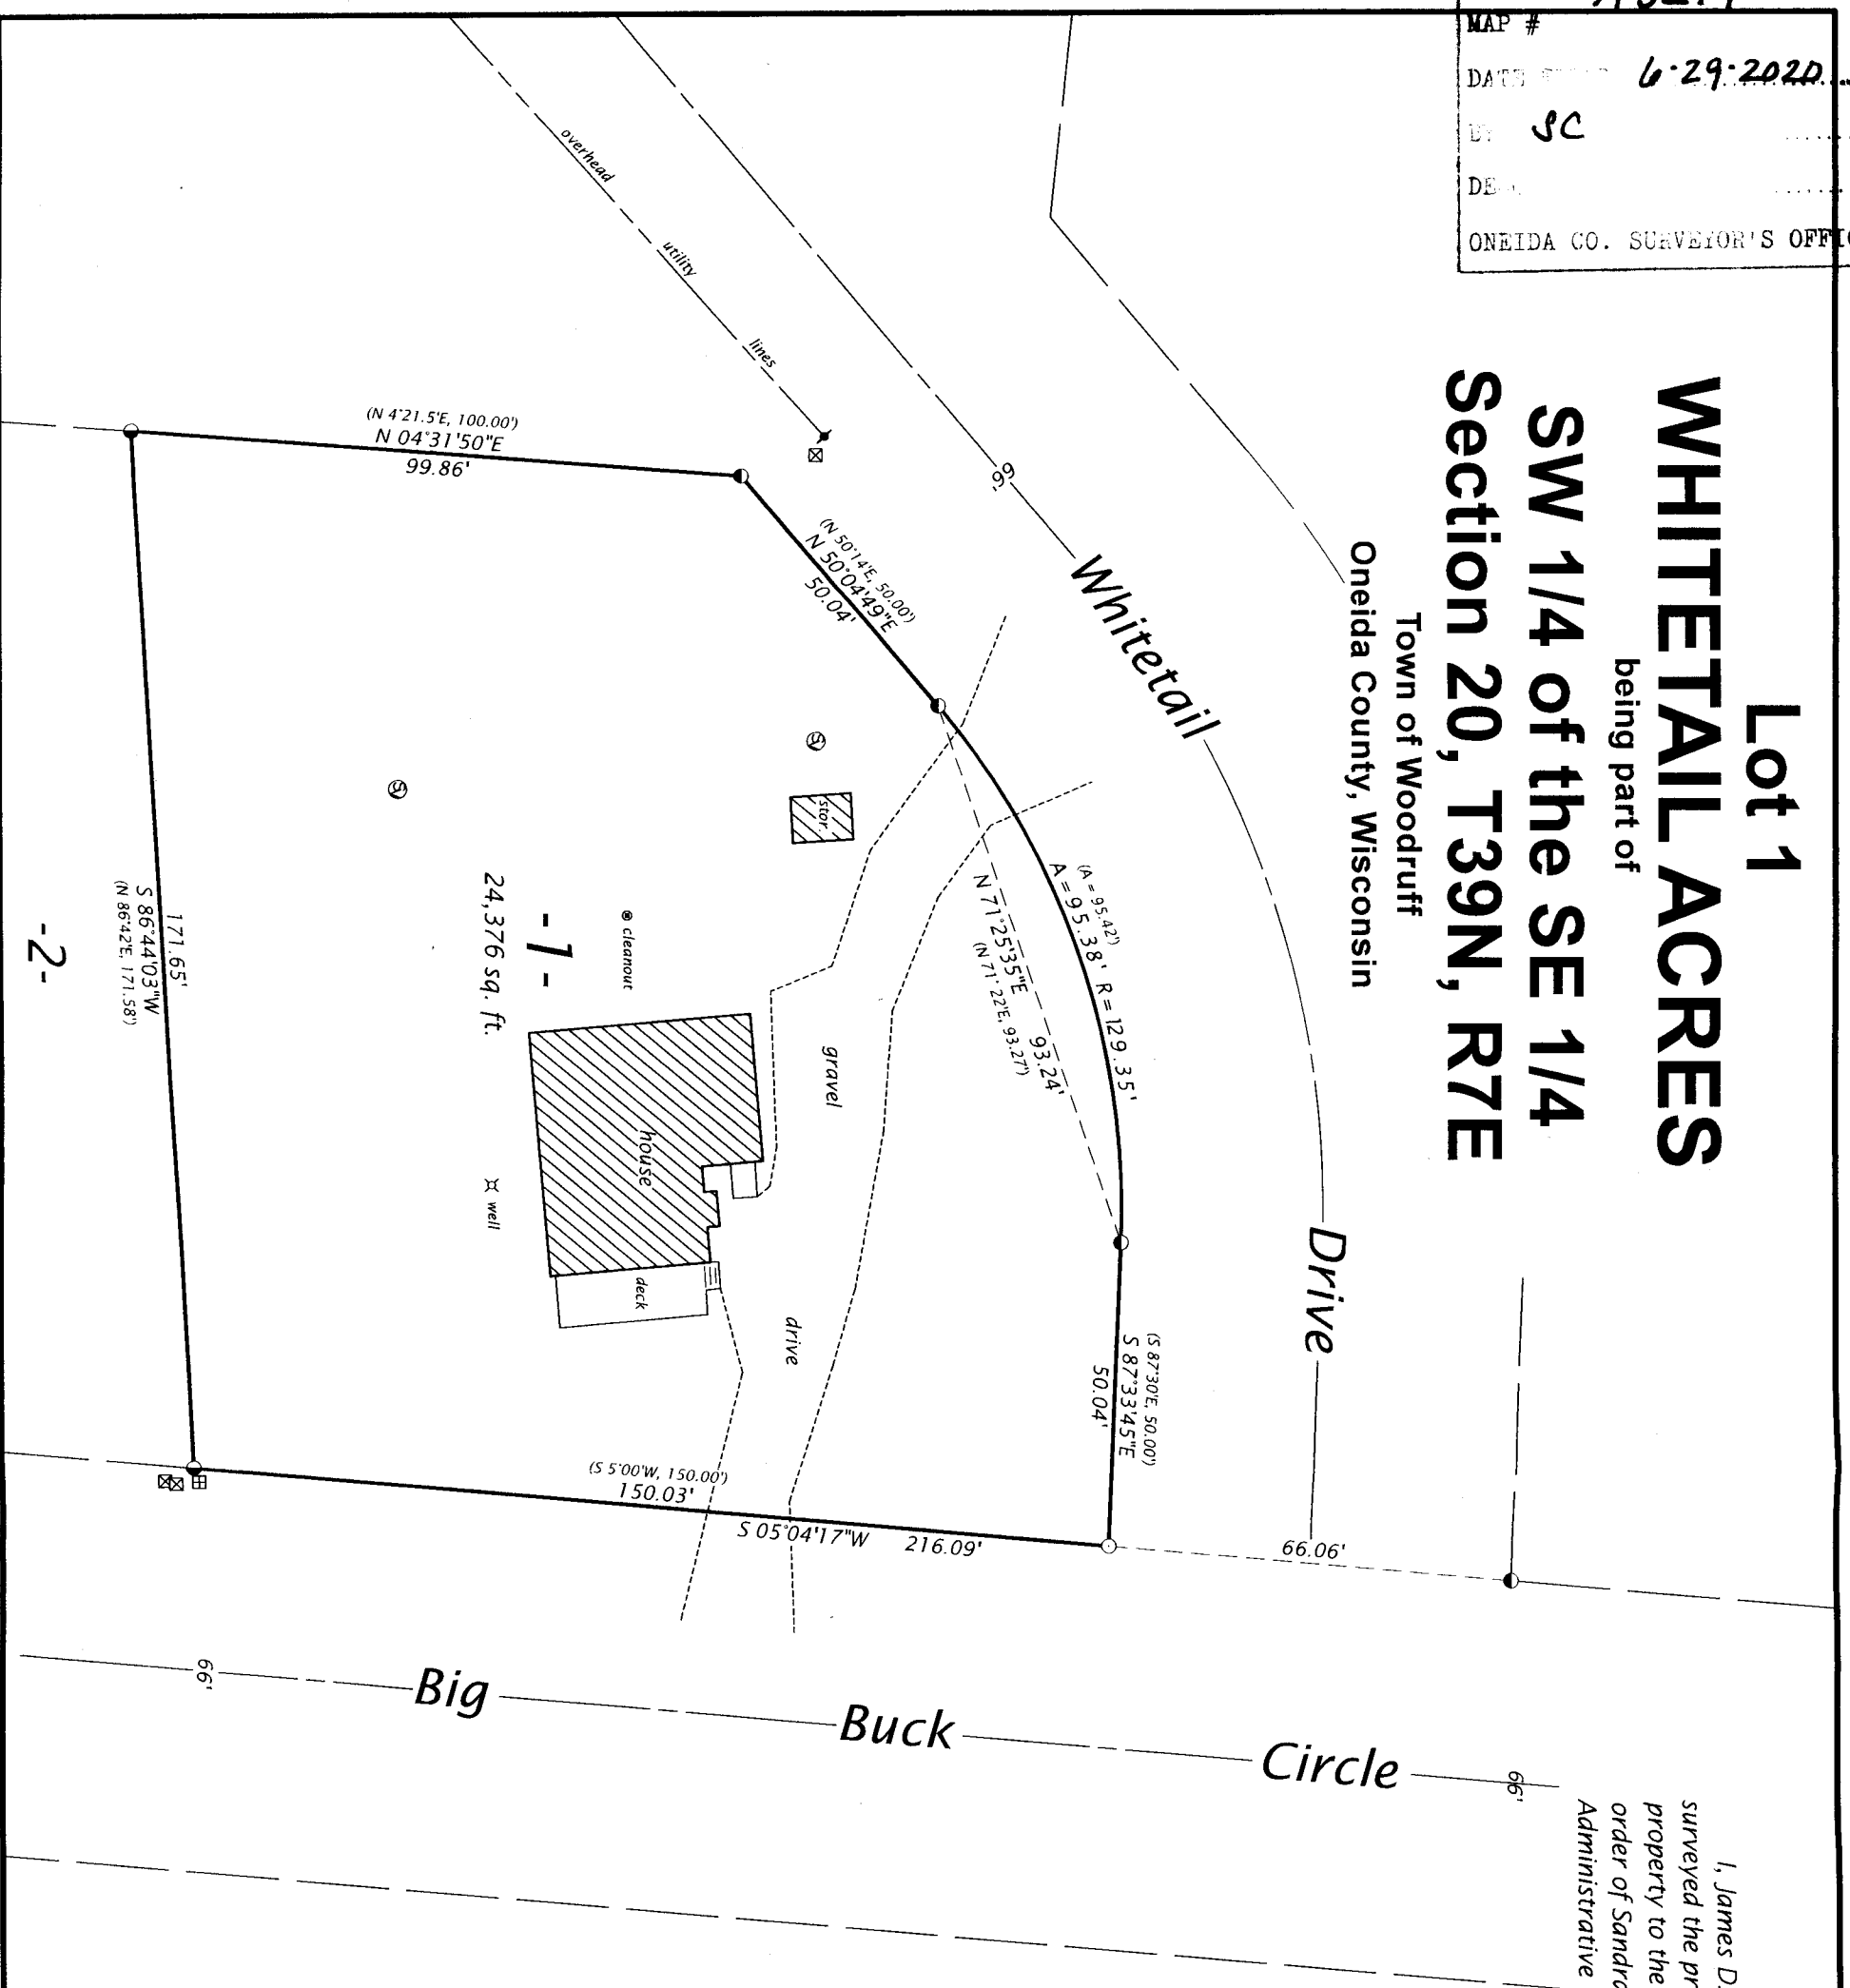 MAP #
6-29-2020
SC
ONEIDA CO. SURVEYOR'S
Lot 1
WHITETAIL ACRES
being part of
SW 1/4 of the SE 1/4
Section 20, T39N, R7E
Town of Woodruff
Oneida County, Wisconsin
overhead
utility
lines
66'
Whitetail
Drive
(N 4°21.5'E, 100.00')
N 04°31'50"E
99.86'
(N 50°14'E, 50.00')
N 50°04'49"E
50.04'
(A = 95.42')
A = 95.38' R = 129.35'
N 71°25'35"E 93.24'
(N 71° 22'E, 93.27')
(S 87°30'E, 50.00')
S 87°33'45"E
50.04'
SV
stor.
SV
cleanout
- 1 -
24,376 sq. ft.
gravel
house
well
deck
drive
171.65'
S 86°44'03"W
(N 86°42'E, 171.58')
-2-
(S 5°00'W, 150.00')
150.03'
S 05°04'17"W 216.09'
66.06'
66'
Big
Buck
Circle
66'
I, James D.
surveyed the
property to the
order of
Administrative